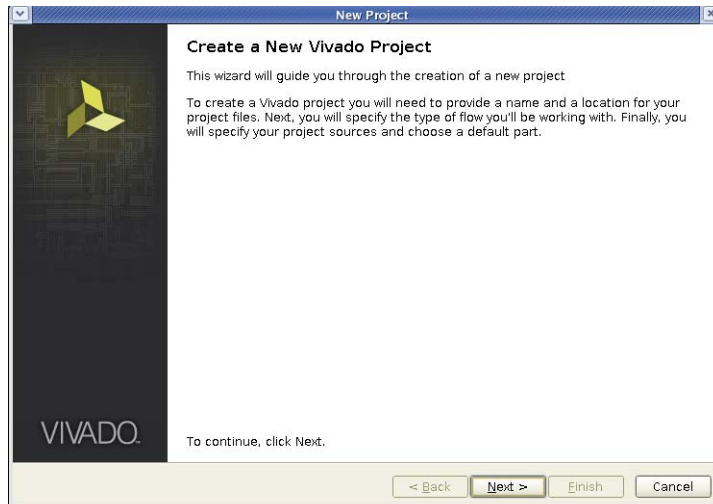 New Project
Create a New Vivado Project
This wizard will guide you through the creation of a new project
To create a Vivado project you will need to provide a name and a location for your
project files. Next, you will specify the type of flow you'll be working with. Finally, you
will specify your project sources and choose a default part.
VIVADO™
To continue, click Next.
< Back Next > Finish Cancel